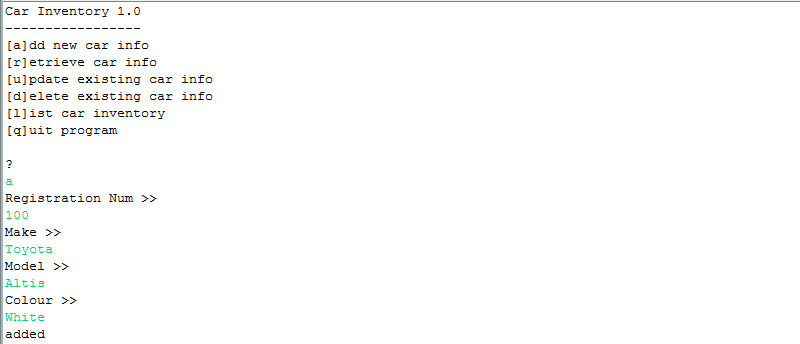 Car Inventory 1.0
-----------------
[a]dd new car info
[r]etrieve car info
[u]pdate existing car info
[d]elete existing car info
[l]ist car inventory
[q]uit program
?
a
Registration Num >>
100
Make >>
Toyota
Model >>
Altis
Colour >>
White
added